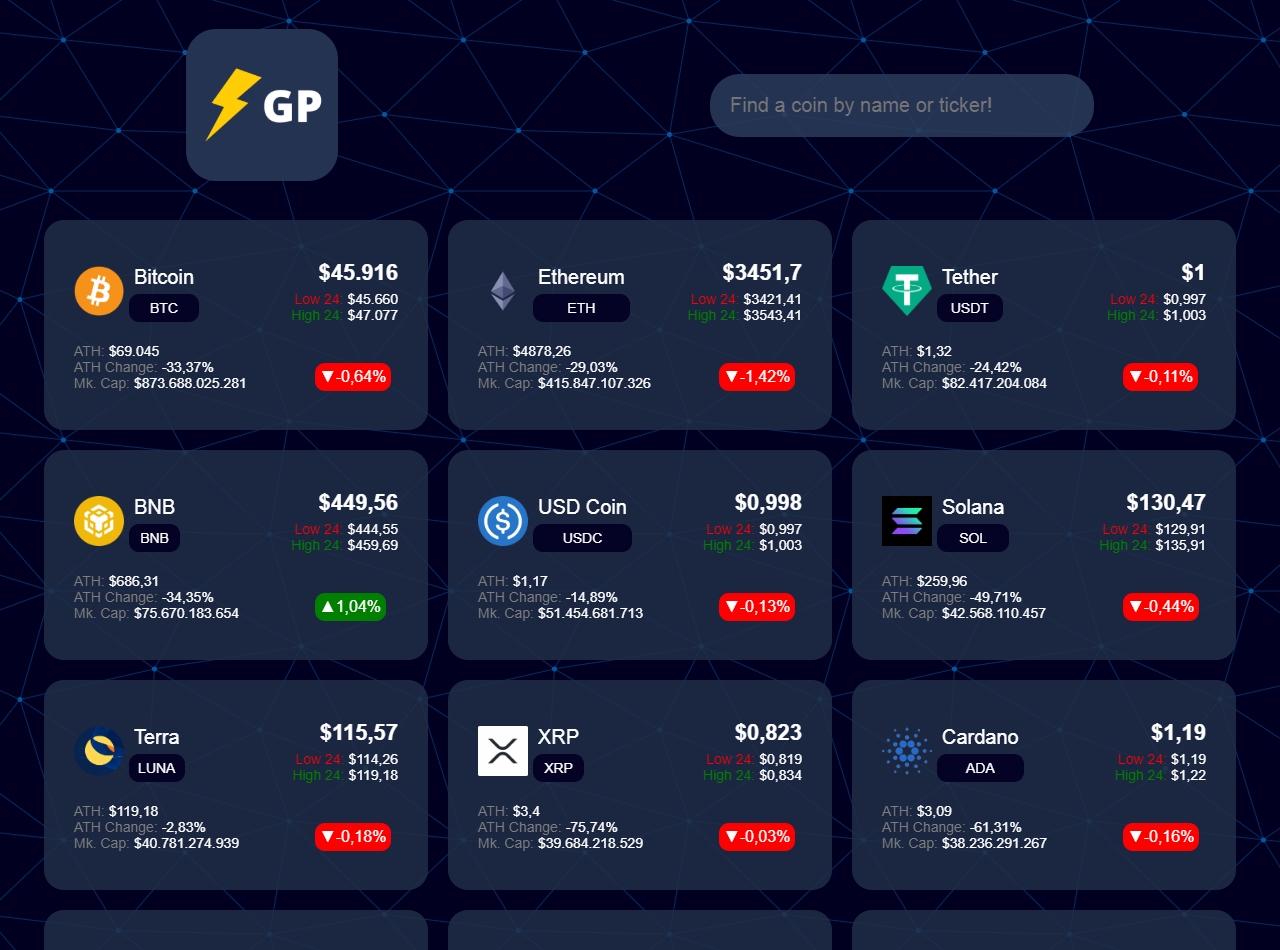 GP
Find a coin by name or ticker!
Bitcoin
BTC
$45.916
Low 24: $45.660
High 24: $47.077
ATH: $69.045
ATH Change: -33,37%
Mk. Cap: $873.688.025.281
▼-0,64%
Ethereum
ETH
$3451,7
Low 24: $3421,41
High 24: $3543,41
ATH: $4878,26
ATH Change: -29,03%
Mk. Cap: $415.847.107.326
▼-1,42%
Tether
USDT
$1
Low 24: $0,997
High 24: $1,003
ATH: $1,32
ATH Change: -24,42%
Mk. Cap: $82.417.204.084
▼-0,11%
BNB
BNB
$449,56
Low 24: $444,55
High 24: $459,69
ATH: $686,31
ATH Change: -34,35%
Mk. Cap: $75.670.183.654
▲1,04%
USD Coin
USDC
$0,998
Low 24: $0,997
High 24: $1,003
ATH: $1,17
ATH Change: -14,89%
Mk. Cap: $51.454.681.713
▼-0,13%
Solana
SOL
$130,47
Low 24: $129,91
High 24: $135,91
ATH: $259,96
ATH Change: -49,71%
Mk. Cap: $42.568.110.457
▼-0,44%
Terra
LUNA
$115,57
Low 24: $114,26
High 24: $119,18
ATH: $119,18
ATH Change: -2,83%
Mk. Cap: $40.781.274.939
▼-0,18%
XRP
XRP
$0,823
Low 24: $0,819
High 24: $0,834
ATH: $3,4
ATH Change: -75,74%
Mk. Cap: $39.684.218.529
▼-0,03%
Cardano
ADA
$1,19
Low 24: $1,19
High 24: $1,22
ATH: $3,09
ATH Change: -61,31%
Mk. Cap: $38.236.291.267
▼-0,16%